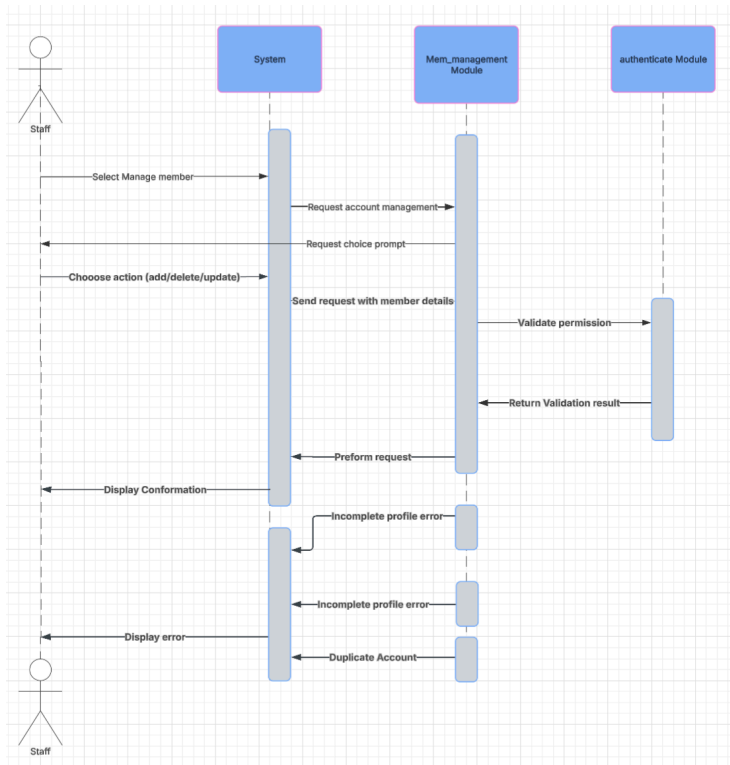 System
Mem_management
Module
authenticate Module
Staff
Select Manage member
Request account management
Request choice prompt
Chooose action (add/delete/update)
Send request with member details
Validate permission
Return Validation result
Preform request
Display Conformation
Incomplete profile error
Incomplete profile error
Display error
Duplicate Account
Staff